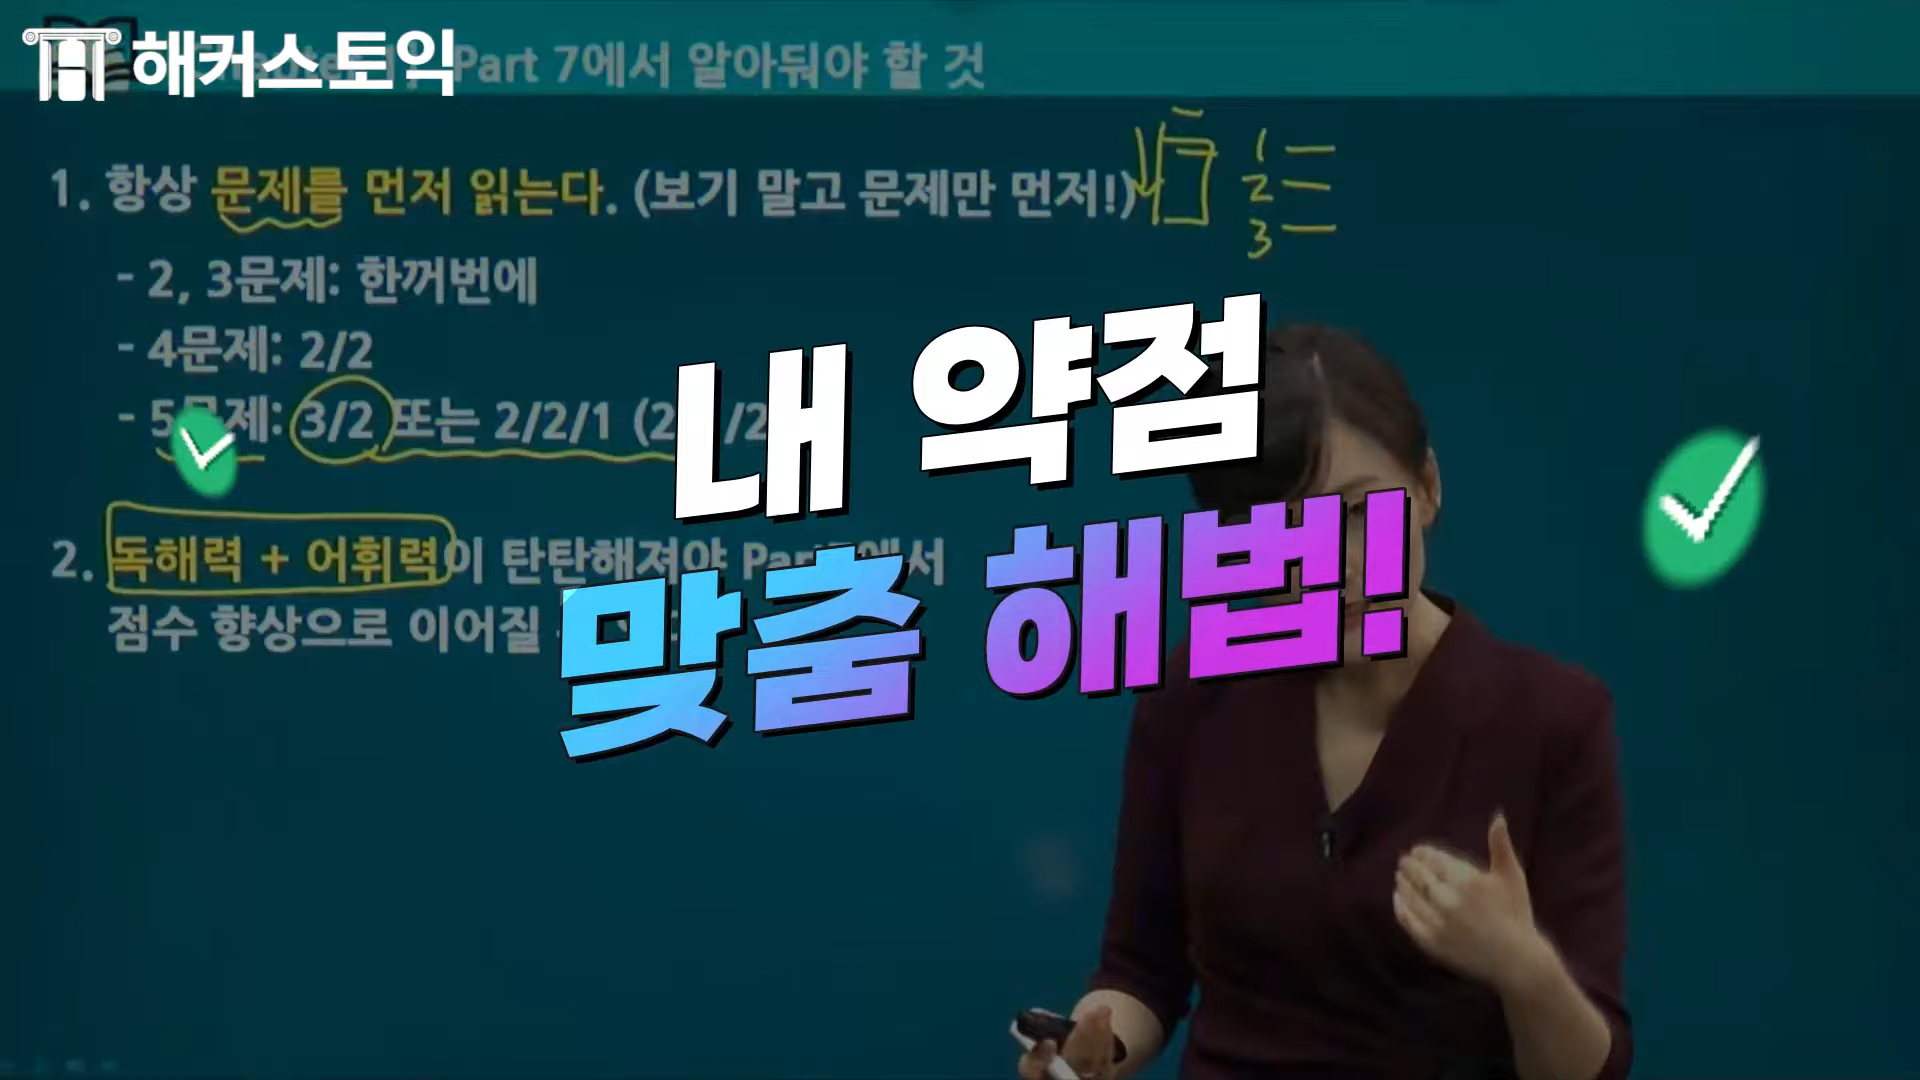 해커스토익
Part 7에서 알아둬야 할 것
1. 항상 문제를 먼저 읽는다. (보기 말고 문제만 먼저!)
1
2
3
- 2, 3문제: 한꺼번에
- 4문제: 2/2
- 5문제: 3/2 또는 2/2/1
내 약점
맞춤 해법!
2. 독해력 + 어휘력이 탄탄해져야
점수 향상으로 이어질